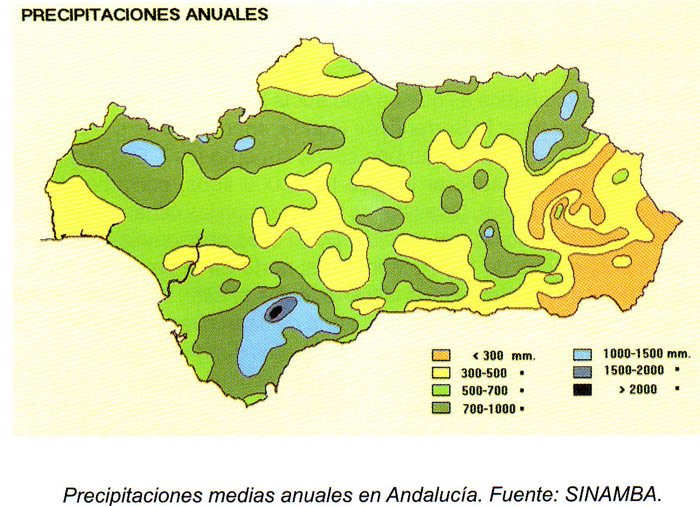 PRECIPITACIONES ANUALES
< 300 mm.
300-500 "
500-700 "
700-1000 "
1000-1500 mm.
1500-2000 "
> 2000 "
Precipitaciones medias anuales en Andalucía. Fuente: SINAMBA.